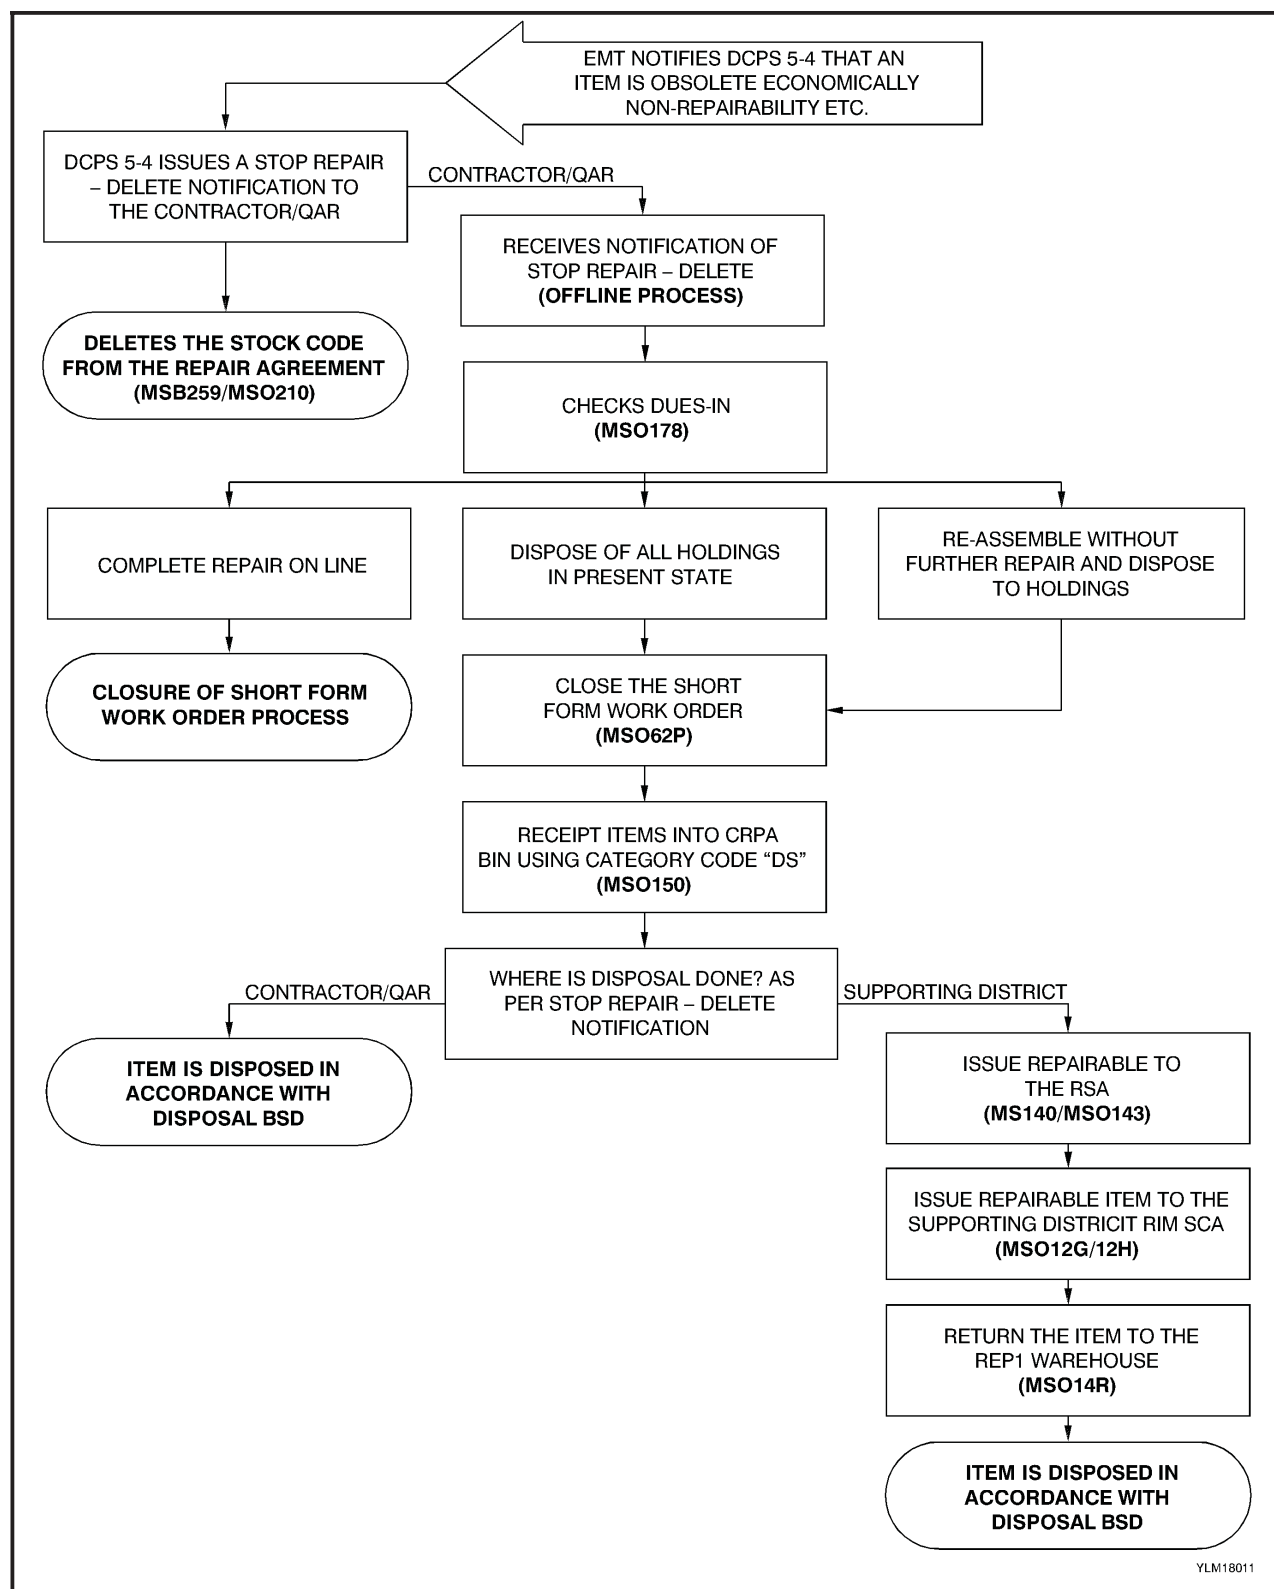 EMT NOTIFIES DCPS 5-4 THAT AN
ITEM IS OBSOLETE ECONOMICALLY
NON-REPAIRABILITY ETC.
DCPS 5-4 ISSUES A STOP REPAIR
– DELETE NOTIFICATION TO
THE CONTRACTOR/QAR
CONTRACTOR/QAR
RECEIVES NOTIFICATION OF
STOP REPAIR – DELETE
(OFFLINE PROCESS)
DELETES THE STOCK CODE
FROM THE REPAIR AGREEMENT
(MSB259/MSO210)
CHECKS DUES-IN
(MSO178)
COMPLETE REPAIR ON LINE
DISPOSE OF ALL HOLDINGS
IN PRESENT STATE
RE-ASSEMBLE WITHOUT
FURTHER REPAIR AND DISPOSE
TO HOLDINGS
CLOSURE OF SHORT FORM
WORK ORDER PROCESS
CLOSE THE SHORT
FORM WORK ORDER
(MSO62P)
RECEIPT ITEMS INTO CRPA
BIN USING CATEGORY CODE “DS”
(MSO150)
WHERE IS DISPOSAL DONE? AS
PER STOP REPAIR – DELETE
NOTIFICATION
CONTRACTOR/QAR
SUPPORTING DISTRICT
ITEM IS DISPOSED IN
ACCORDANCE WITH
DISPOSAL BSD
ISSUE REPAIRABLE TO
THE RSA
(MS140/MSO143)
ISSUE REPAIRABLE ITEM TO THE
SUPPORTING DISTRICIT RIM SCA
(MSO12G/12H)
RETURN THE ITEM TO THE
REP1 WAREHOUSE
(MSO14R)
ITEM IS DISPOSED IN
ACCORDANCE WITH
DISPOSAL BSD
YLM18011